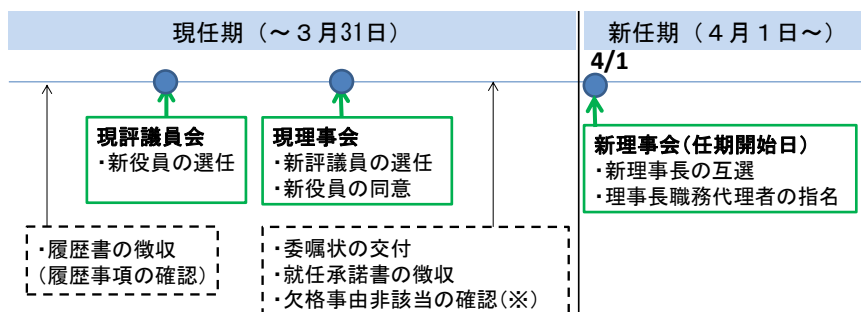 現任期（～３月31日）
新任期（４月１日～）
4/1
現評議員会
・新役員の選任
現理事会
・新評議員の選任
・新役員の同意
新理事会（任期開始日）
・新理事長の互選
・理事長職務代理者の指名
・履歴書の徴収
（履歴事項の確認）
・委嘱状の交付
・就任承諾書の徴収
・欠格事由非該当の確認（※）